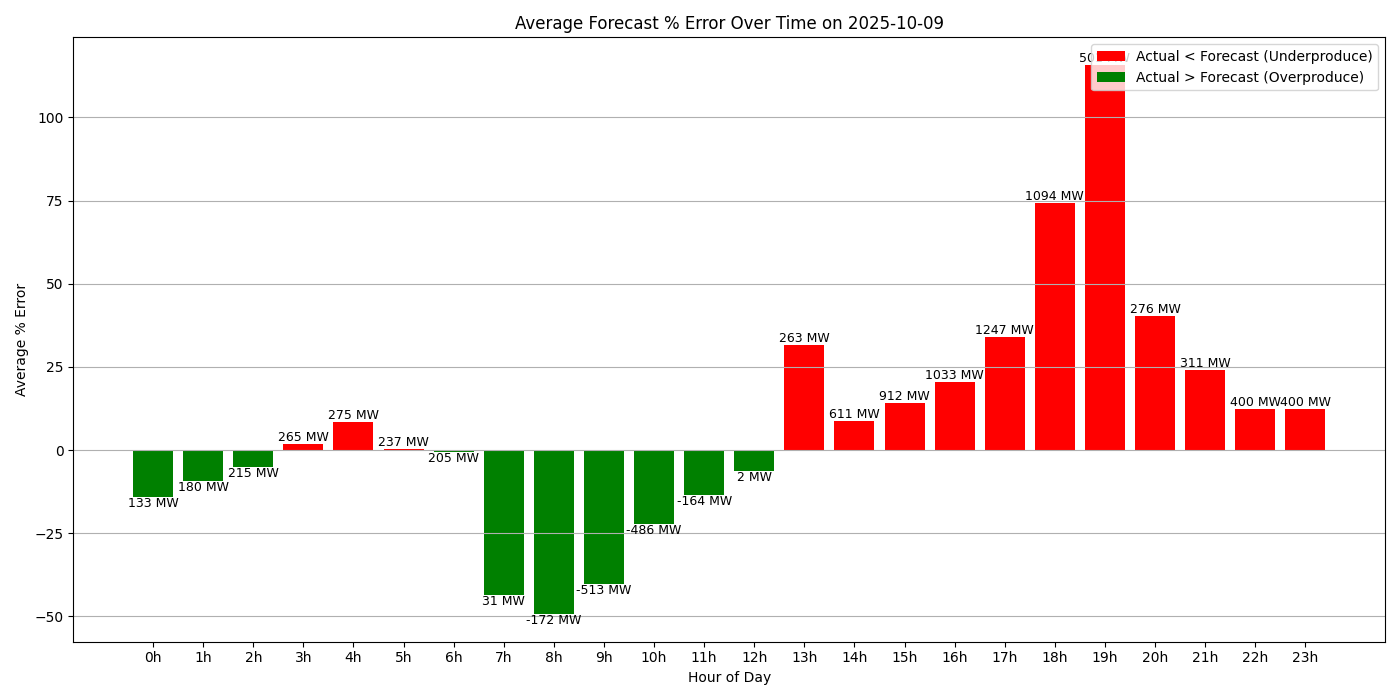 Average Forecast % Error Over Time on 2025-10-09
Actual < Forecast (Underproduce)
Actual > Forecast (Overproduce)
Average % Error
100
75
50
25
0
−25
−50
133 MW
180 MW
215 MW
265 MW
275 MW
237 MW
205 MW
31 MW
-172 MW
-513 MW
-486 MW
-164 MW
2 MW
263 MW
611 MW
912 MW
1033 MW
1247 MW
1094 MW
276 MW
311 MW
400 MW
400 MW
0h 1h 2h 3h 4h 5h 6h 7h 8h 9h 10h 11h 12h 13h 14h 15h 16h 17h 18h 19h 20h 21h 22h 23h
Hour of Day